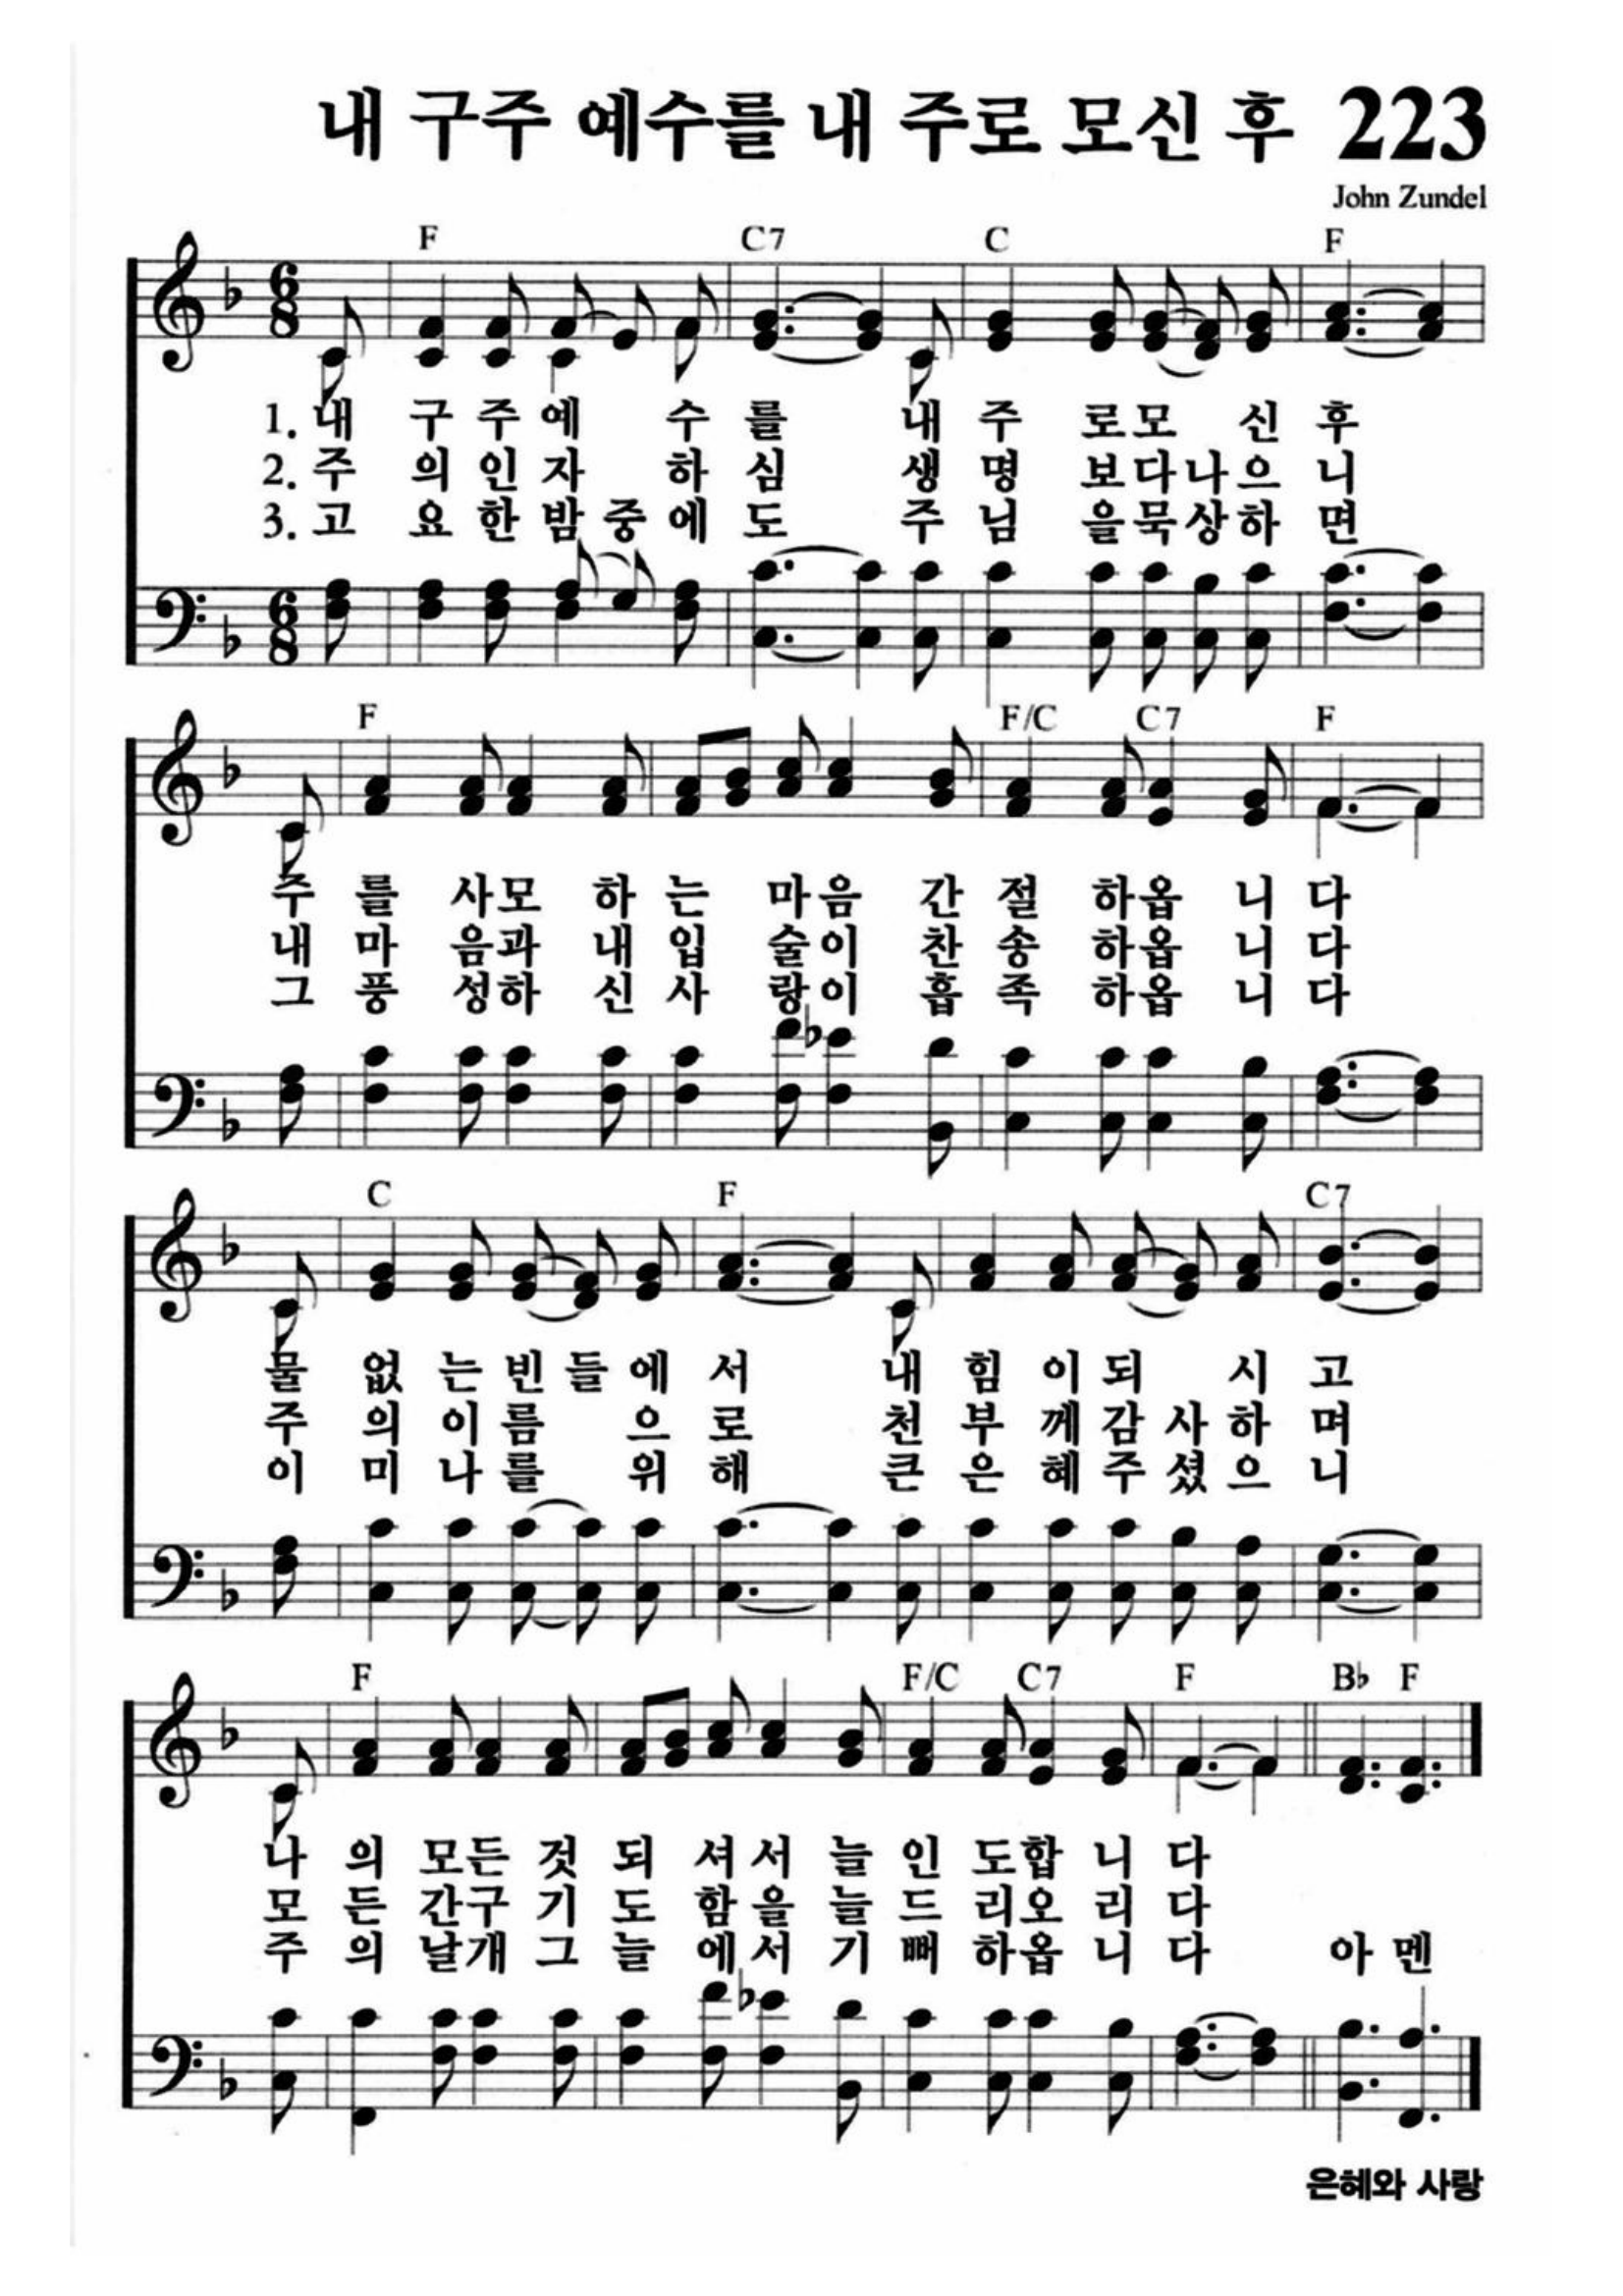 내 구주 예수를 내 주로 모신 후 223
John Zundel
F C7 C F
6 8
1. 내 구 주 예 수 를 내 주 로 모 신 후
2. 주 의 인 자 하 심 생 명 보 다 나 으 니
3. 고 요 한 밤 중 에 도 주 님 을 묵 상 하 면
6 8
F F/C C7 F
주 를 사 모 하 는 마 음 간 절 하 옵 니 다
내 마 음 과 내 입 술 이 찬 송 하 옵 니 다
그 풍 성 하 신 사 랑 이 흡 족 하 옵 니 다
C F C7
물 없 는 빈 들 에 서 내 힘 이 되 시 고
주 의 이 름 으 로 천 부 께 감 사 하 며
이 미 나 를 위 해 큰 은 혜 주 셨 으 니
F F/C C7 F B♭ F
나 의 모 든 것 되 셔 서 늘 인 도 합 니 다
모 든 간 구 기 도 함 을 늘 드 리 오 리 다
주 의 날 개 그 늘 에 서 기 뻐 하 옵 니 다 아 멘
은혜와 사랑